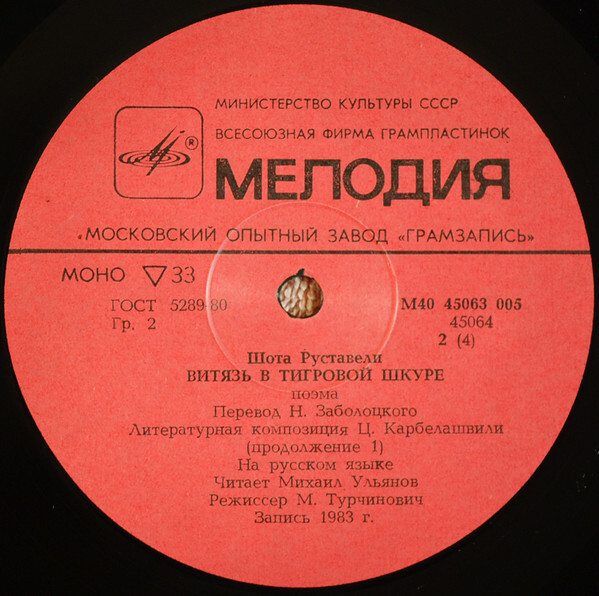 МИНИСТЕРСТВО КУЛЬТУРЫ СССР
ВСЕСОЮЗНАЯ ФИРМА ГРАМПЛАСТИНОК
®
МЕЛОДИЯ
МОСКОВСКИЙ ОПЫТНЫЙ ЗАВОД «ГРАМЗАПИСЬ»
МОНО ▽ 33
ГОСТ 5289-80
Гр. 2
М40 45063 005
45064
2 (4)
Шота Руставели
ВИТЯЗЬ В ТИГРОВОЙ ШКУРЕ
поэма
Перевод Н. Заболоцкого
Литературная композиция Ц. Карбелашвили
(продолжение 1)
На русском языке
Читает Михаил Ульянов
Режиссер М. Турчинович
Запись 1983 г.